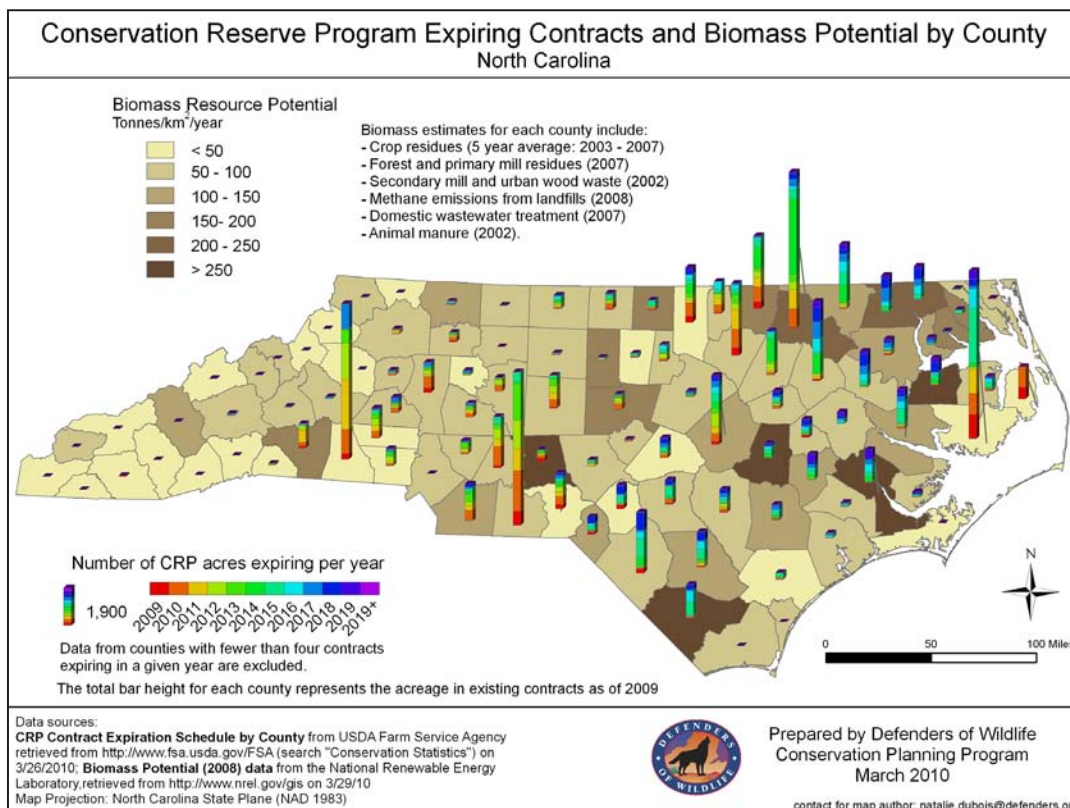 Conservation Reserve Program Expiring Contracts and Biomass Potential by County
North Carolina
Biomass Resource Potential
Tonnes/km²/year
< 50
50 - 100
100 - 150
150- 200
200 - 250
> 250
Biomass estimates for each county include:
- Crop residues (5 year average: 2003 - 2007)
- Forest and primary mill residues (2007)
- Secondary mill and urban wood waste (2002)
- Methane emissions from landfills (2008)
- Domestic wastewater treatment (2007)
- Animal manure (2002).
Number of CRP acres expiring per year
1,900
2009
2010
2011
2012
2013
2014
2015
2016
2017
2018
2019
2019+
Data from counties with fewer than four contracts
expiring in a given year are excluded.
The total bar height for each county represents the acreage in existing contracts as of 2009
N
0 50 100 Miles
Data sources:
CRP Contract Expiration Schedule by County from USDA Farm Service Agency
retrieved from http://www.fsa.usda.gov/FSA (search "Conservation Statistics") on
3/26/2010; Biomass Potential (2008) data from the National Renewable Energy
Laboratory,retrieved from http://www.nrel.gov/gis on 3/29/10
Map Projection: North Carolina State Plane (NAD 1983)
DEFENDERS
OF WILDLIFE
Prepared by Defenders of Wildlife
Conservation Planning Program
March 2010
contact for map author: natalie.dubois@defenders.or